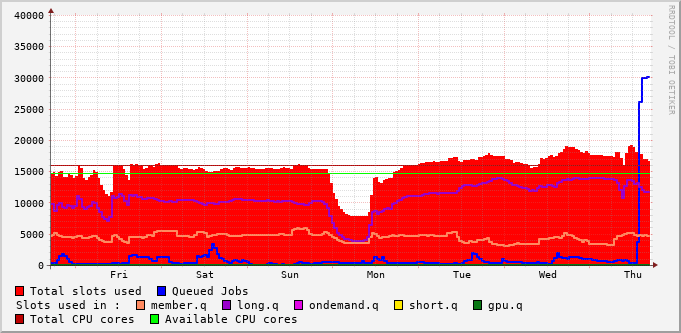 40000
35000
30000
25000
20000
15000
10000
5000
0
Fri Sat Sun Mon Tue Wed Thu
Total slots used Queued Jobs
Slots used in : member.q long.q ondemand.q short.q gpu.q
Total CPU cores Available CPU cores
RRDTOOL / TOBI OETIKER